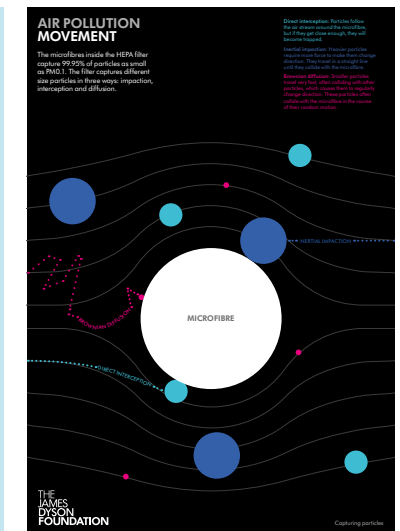 AIR POLLUTION
MOVEMENT
The microfibres inside the HEPA filter
capture 99.95% of particles as small
as PM0.1. The filter captures different
size particles in three ways: impaction,
interception and diffusion.
Direct interception: Particles follow
the air stream around the microfibre,
but if they get close enough, they will
become trapped.
Inertial impaction: Heavier particles
require more force to make them change
direction. They travel in a straight line
until they collide with the microfibre.
Brownian diffusion: Smaller particles
travel very fast, often colliding with other
particles, which causes them to regularly
change direction. These particles often
collide with the microfibre in the course
of their random motion.
INERTIAL IMPACTION
MICROFIBRE
BROWNIAN DIFFUSION
DIRECT INTERCEPTION
THE
JAMES
DYSON
FOUNDATION
Capturing particles